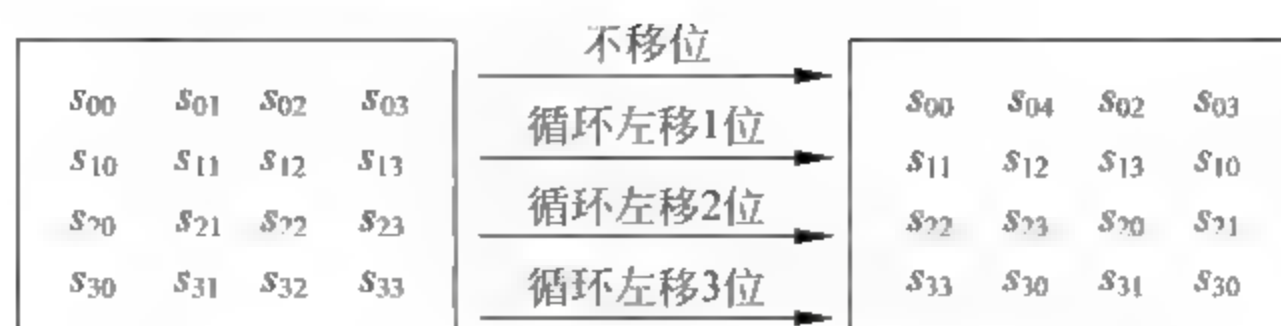 不移位
s00 s01 s02 s03 s00 s04 s02 s03
循环左移1位
s10 s11 s12 s13 s11 s12 s13 s10
循环左移2位
s20 s21 s22 s23 s22 s23 s20 s21
循环左移3位
s30 s31 s32 s33 s33 s30 s31 s30